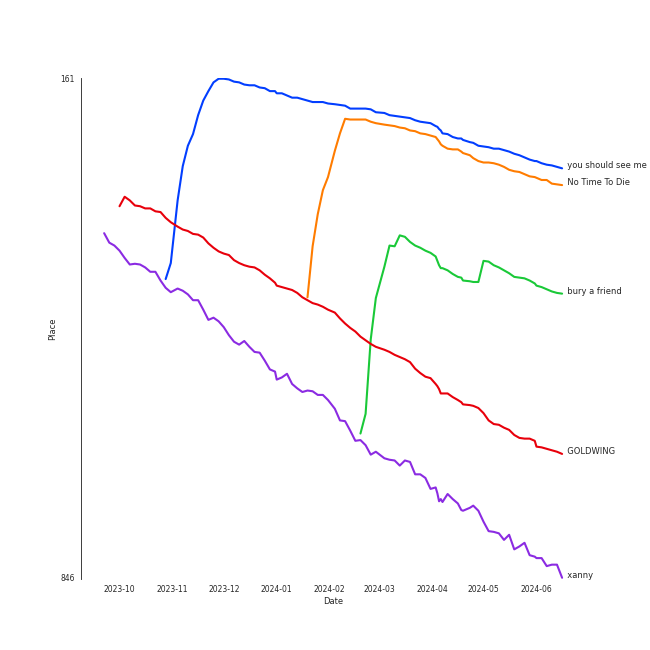 161
you should see me
No Time To Die
bury a friend
Place
GOLDWING
xanny
846
2023-10 2023-11 2023-12 2024-01 2024-02 2024-03 2024-04 2024-05 2024-06
Date